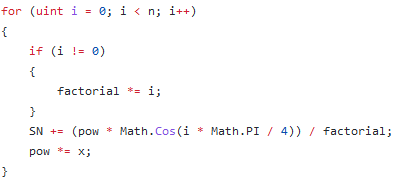 for (uint i = 0; i < n; i++)
{
    if (i != 0)
    {
        factorial *= i;
    }
    SN += (pow * Math.Cos(i * Math.PI / 4)) / factorial;
    pow *= x;
}